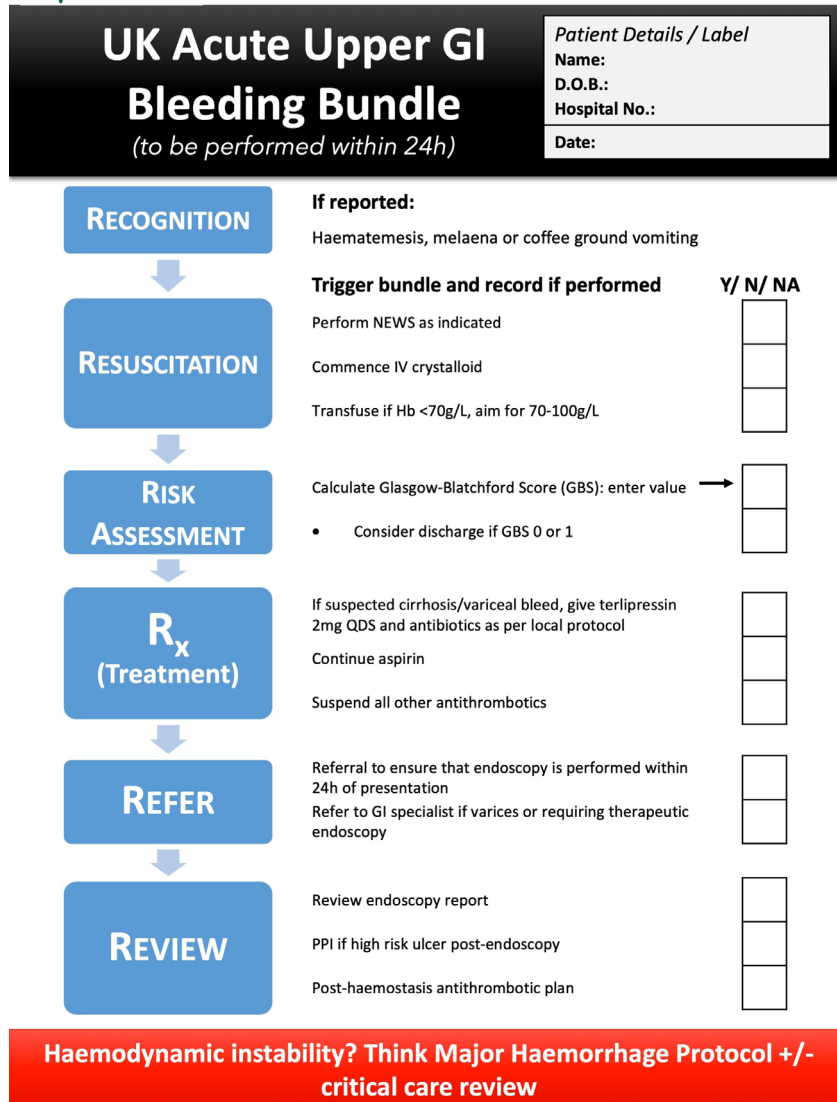 UK Acute Upper GI
Bleeding Bundle
(to be performed within 24h)
Patient Details / Label
Name:
D.O.B.:
Hospital No.:
Date:
RECOGNITION
If reported:
Haematemesis, melaena or coffee ground vomiting
Trigger bundle and record if performed Y/ N/ NA
RESUSCITATION
Perform NEWS as indicated
Commence IV crystalloid
Transfuse if Hb <70g/L, aim for 70-100g/L
RISK
ASSESSMENT
Calculate Glasgow-Blatchford Score (GBS): enter value
• Consider discharge if GBS 0 or 1
Rx
(Treatment)
If suspected cirrhosis/variceal bleed, give terlipressin
2mg QDS and antibiotics as per local protocol
Continue aspirin
Suspend all other antithrombotics
REFER
Referral to ensure that endoscopy is performed within
24h of presentation
Refer to GI specialist if varices or requiring therapeutic
endoscopy
REVIEW
Review endoscopy report
PPI if high risk ulcer post-endoscopy
Post-haemostasis antithrombotic plan
Haemodynamic instability? Think Major Haemorrhage Protocol +/-
critical care review